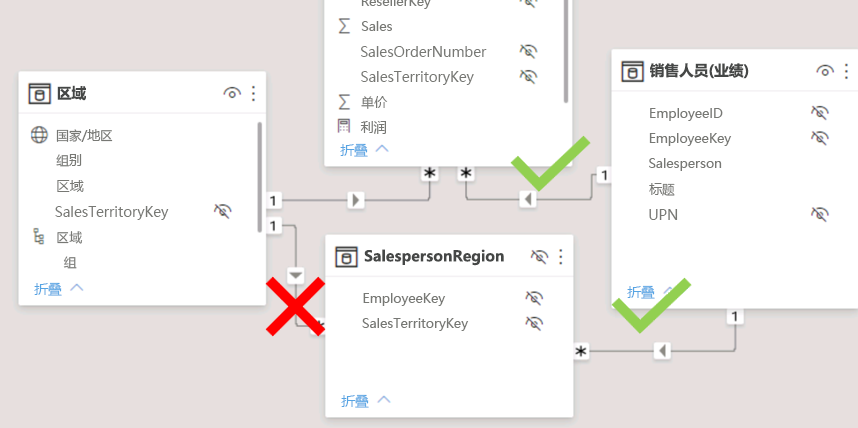 ResellerKey
Sales
SalesOrderNumber
SalesTerritoryKey
单价
利润
折叠
区域
国家/地区
组别
区域
SalesTerritoryKey
区域
组
折叠
销售人员(业绩)
EmployeeID
EmployeeKey
Salesperson
标题
UPN
折叠
1
1
1
1
*
*
*
*
SalespersonRegion
EmployeeKey
SalesTerritoryKey
折叠